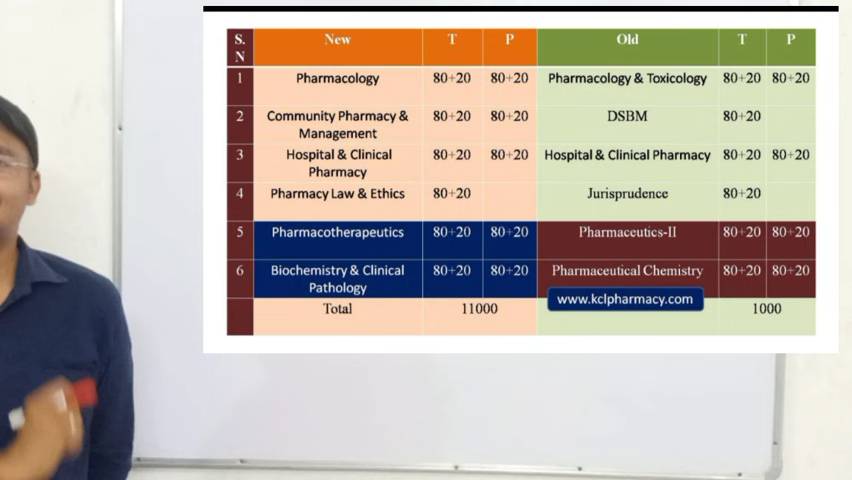 S. N New T P Old T P
1 Pharmacology 80+20 80+20 Pharmacology & Toxicology 80+20 80+20
2 Community Pharmacy & Management 80+20 80+20 DSBM 80+20
3 Hospital & Clinical Pharmacy 80+20 80+20 Hospital & Clinical Pharmacy 80+20 80+20
4 Pharmacy Law & Ethics 80+20 Jurisprudence 80+20
5 Pharmacotherapeutics 80+20 80+20 Pharmaceutics-II 80+20 80+20
6 Biochemistry & Clinical Pathology 80+20 80+20 Pharmaceutical Chemistry 80+20 80+20
www.kclpharmacy.com
Total 11000 1000